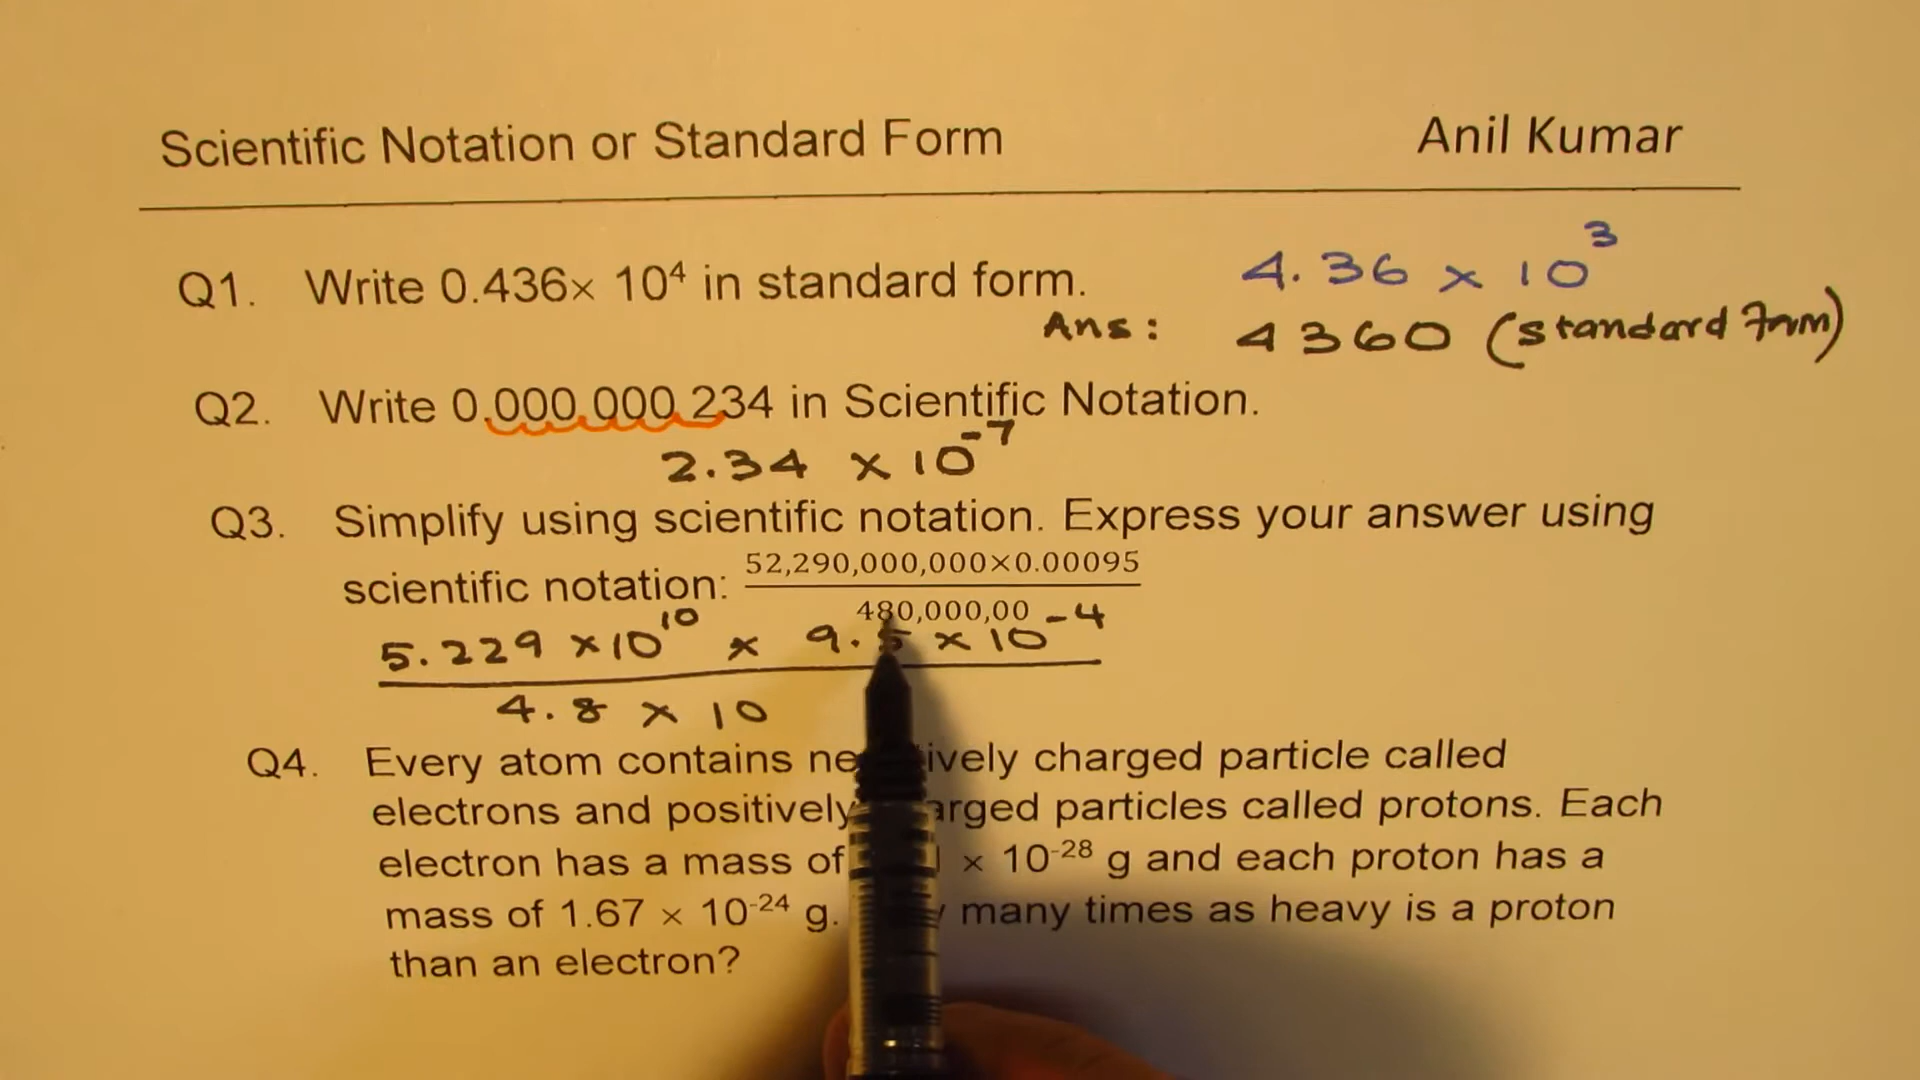 Scientific Notation or Standard Form Anil Kumar
Q1. Write 0.436× 10⁴ in standard form. 4.36 × 10³
Ans: 4360 (standard Form)
Q2. Write 0.000,000,234 in Scientific Notation.
2.34 × 10⁻⁷
Q3. Simplify using scientific notation. Express your answer using
scientific notation: 52,290,000,000×0.00095
480,000,00
5.229 ×10¹⁰ × 9.5 × 10⁻⁴
4.8 × 10
Q4. Every atom contains particle called
electrons and positively particles called protons. Each
electron has a mass of × 10⁻²⁸ g and each proton has a
mass of 1.67 × 10⁻²⁴ g. many times as heavy is a proton
than an electron?